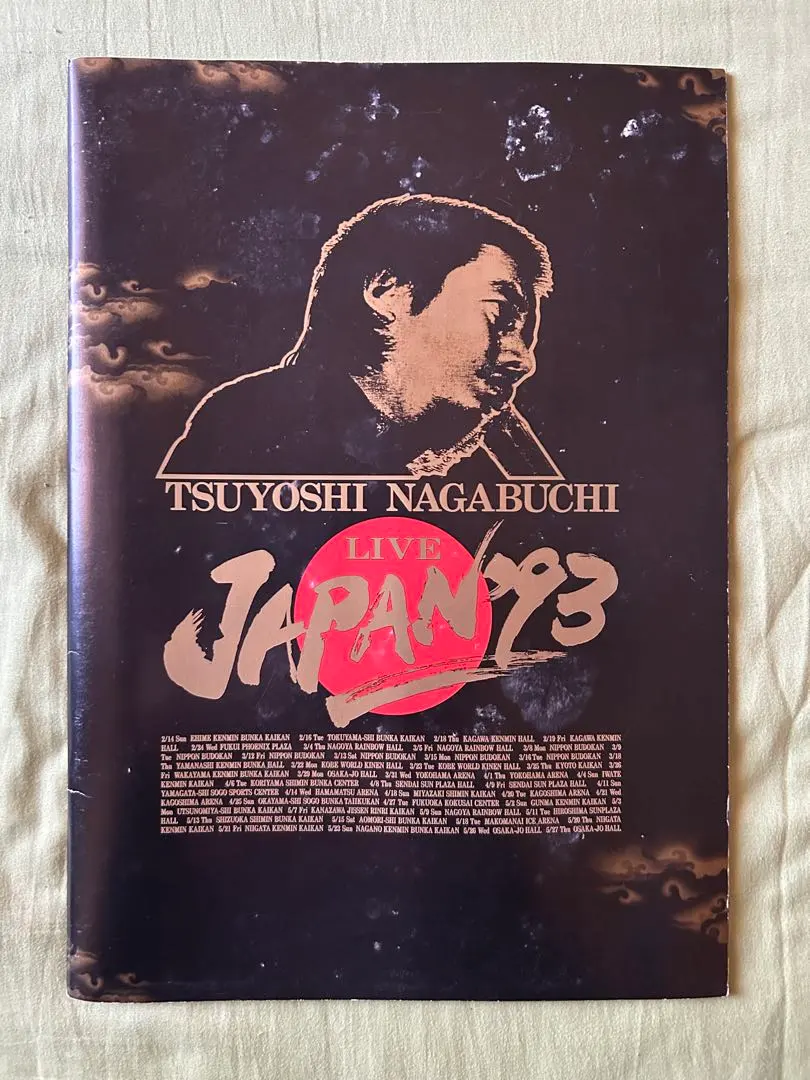 TSUYOSHI NAGABUCHI
LIVE
JAPAN '93
2/14 Sun EHIME KENMIN BUNKA KAIKAN 2/16 Tue TOKUYAMA-SHI BUNKA KAIKAN 2/18 Thu KAGAWA KENMIN HALL 2/19 Fri KAGAWA KENMIN
HALL 2/24 Wed FUKUI PHOENIX PLAZA 3/4 Thu NAGOYA RAINBOW HALL 3/5 Fri NAGOYA RAINBOW HALL 3/8 Mon NIPPON BUDOKAN 3/9
Tue NIPPON BUDOKAN 3/12 Fri NIPPON BUDOKAN 3/13 Sat NIPPON BUDOKAN 3/15 Mon NIPPON BUDOKAN 3/16 Tue NIPPON BUDOKAN 3/18
Thu YAMANASHI KENMIN BUNKA HALL 3/22 Mon KOBE WORLD KINEN HALL 3/23 Tue KOBE WORLD KINEN HALL 3/25 Thu KYOTO KAIKAN 3/26
Fri WAKAYAMA KENMIN BUNKA KAIKAN 3/29 Mon OSAKA-JO HALL 3/31 Wed YOKOHAMA ARENA 4/1 Thu YOKOHAMA ARENA 4/4 Sun IWATE
KENMIN KAIKAN 4/6 Tue KORIYAMA SHIMIN BUNKA CENTER 4/8 Thu SENDAI SUN PLAZA HALL 4/9 Fri SENDAI SUN PLAZA HALL 4/11 Sun
YAMAGATA-SHI SOGO SPORTS CENTER 4/14 Wed HAMAMATSU ARENA 4/18 Sun MIYAZAKI SHIMIN KAIKAN 4/20 Tue KAGOSHIMA ARENA 4/21 Wed
KAGOSHIMA ARENA 4/25 Sun OKAYAMA-SHI SOGO BUNKA TAIIKUKAN 4/27 Tue FUKUOKA KOKUSAI CENTER 5/2 Sun GUNMA KENMIN KAIKAN 5/3
Mon UTSUNOMIYA-SHI BUNKA KAIKAN 5/7 Fri KANAZAWA JISSEN RINRI KAIKAN 5/9 Sun NAGOYA RAINBOW HALL 5/11 Tue HIROSHIMA SUNPLAZA
HALL 5/13 Thu SHIZUOKA SHIMIN BUNKA KAIKAN 5/15 Sat AOMORI-SHI BUNKA KAIKAN 5/18 Tue MAKOMANAI ICE ARENA 5/20 Thu NIIGATA
KENMIN KAIKAN 5/21 Fri NIIGATA KENMIN KAIKAN 5/23 Sun NAGANO KENMIN BUNKA KAIKAN 5/26 Wed OSAKA-JO HALL 5/27 Thu OSAKA-JO HALL